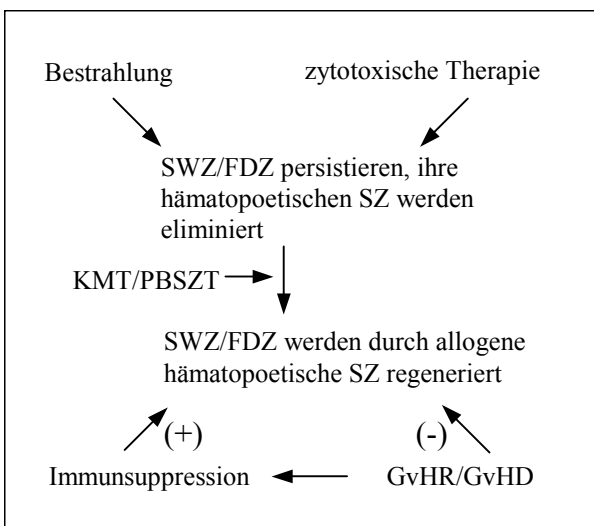 Bestrahlung
zytotoxische Therapie
SWZ/FDZ persistieren, ihre
hämatopoetischen SZ werden
eliminiert
KMT/PBSZT
SWZ/FDZ werden durch allogene
hämatopoetische SZ regeneriert
(+)
(-)
Immunsuppression
GvHR/GvHD